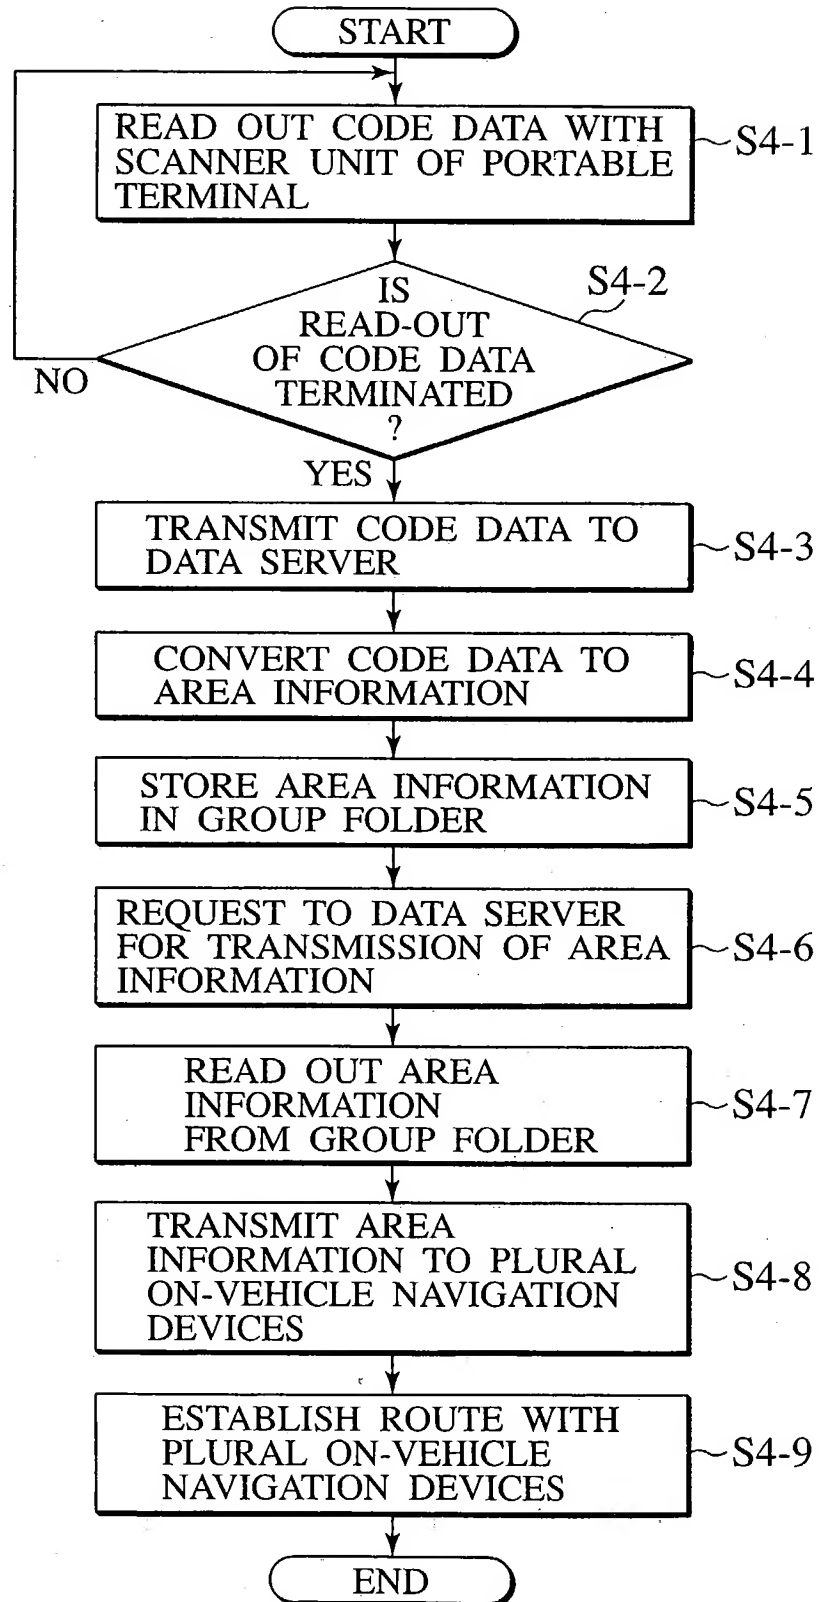 START
READ OUT CODE DATA WITH
SCANNER UNIT OF PORTABLE
TERMINAL
S4-1
IS
READ-OUT
OF CODE DATA
TERMINATED
?
S4-2
NO
YES
TRANSMIT CODE DATA TO
DATA SERVER
S4-3
CONVERT CODE DATA TO
AREA INFORMATION
S4-4
STORE AREA INFORMATION
IN GROUP FOLDER
S4-5
REQUEST TO DATA SERVER
FOR TRANSMISSION OF AREA
INFORMATION
S4-6
READ OUT AREA
INFORMATION
FROM GROUP FOLDER
S4-7
TRANSMIT AREA
INFORMATION TO PLURAL
ON-VEHICLE NAVIGATION
DEVICES
S4-8
ESTABLISH ROUTE WITH
PLURAL ON-VEHICLE
NAVIGATION DEVICES
S4-9
END